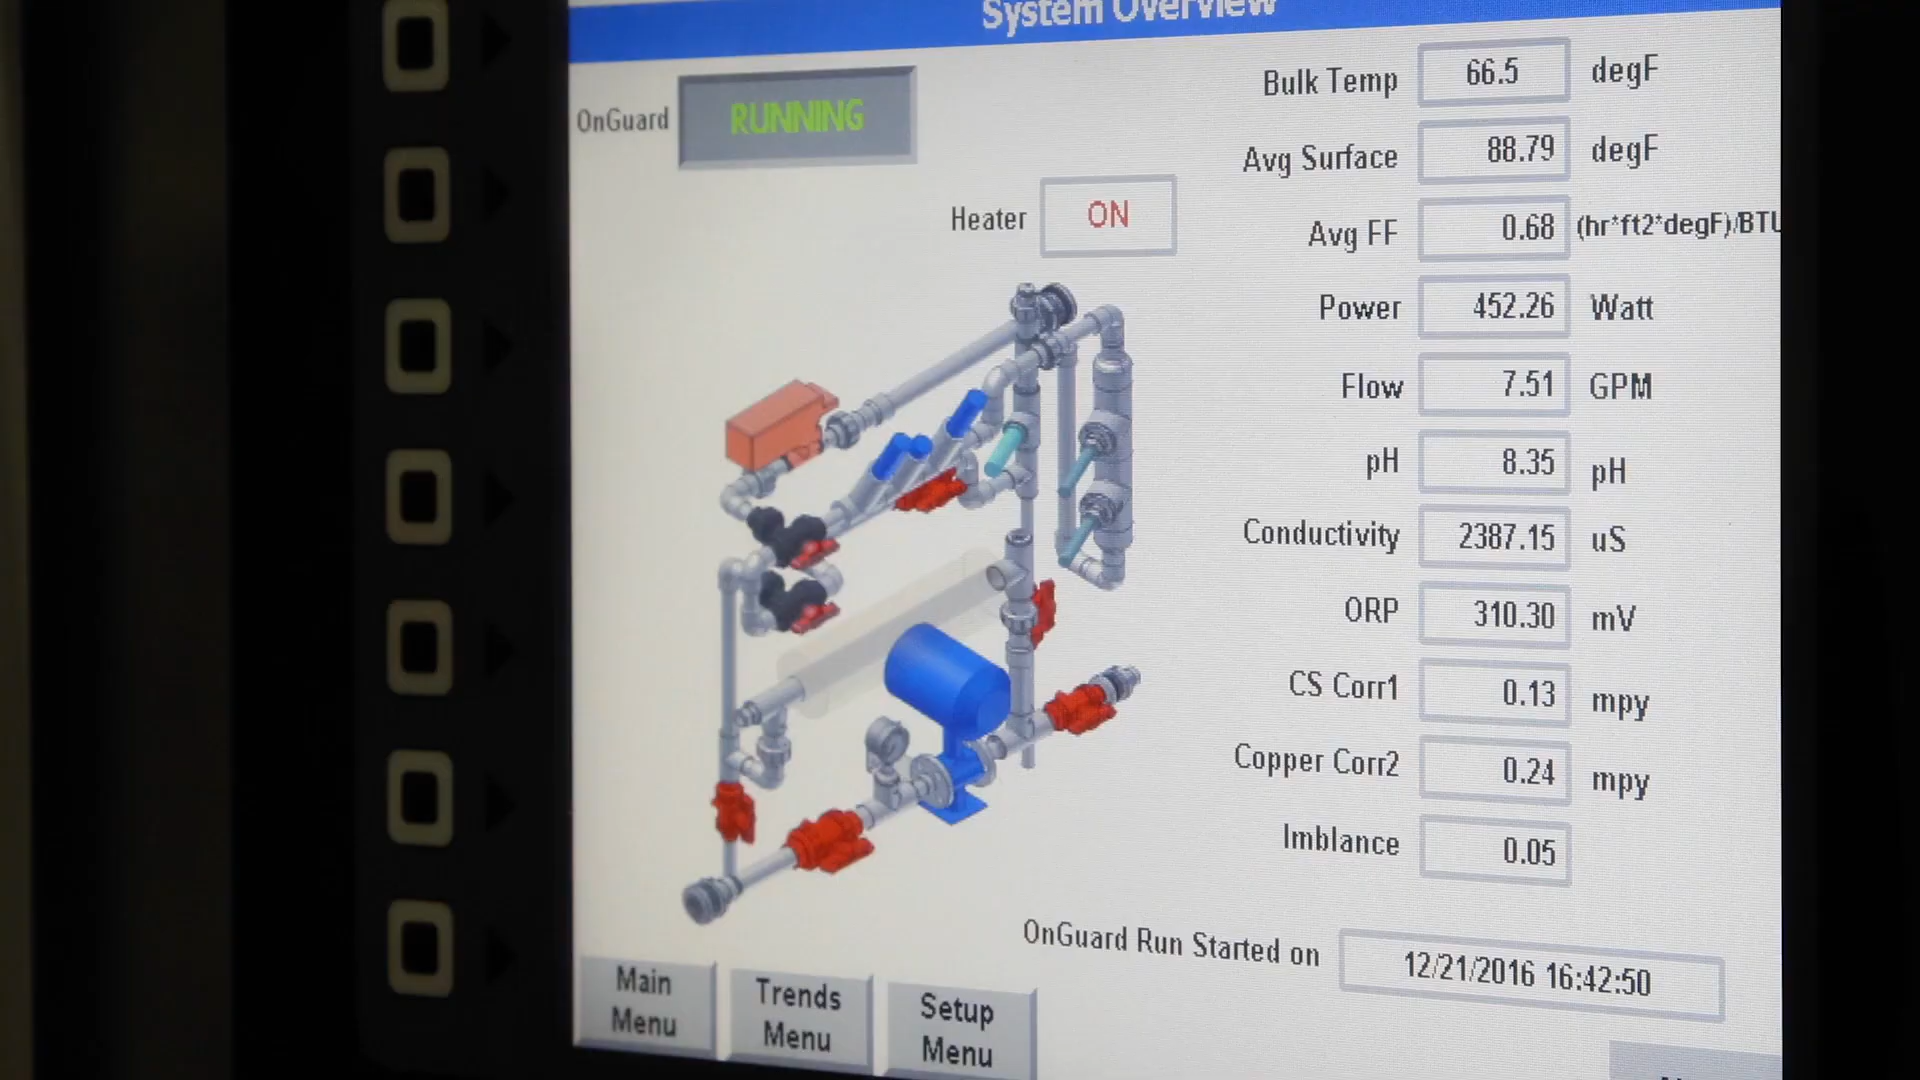 System Overview
OnGuard RUNNING
Heater ON
Bulk Temp 66.5 degF
Avg Surface 88.79 degF
Avg FF 0.68 (hr*ft2*degF)/BTU
Power 452.26 Watt
Flow 7.51 GPM
pH 8.35 pH
Conductivity 2387.15 uS
ORP 310.30 mV
CS Corr1 0.13 mpy
Copper Corr2 0.24 mpy
Imblance 0.05
OnGuard Run Started on 12/21/2016 16:42:50
Main
Menu
Trends
Menu
Setup
Menu